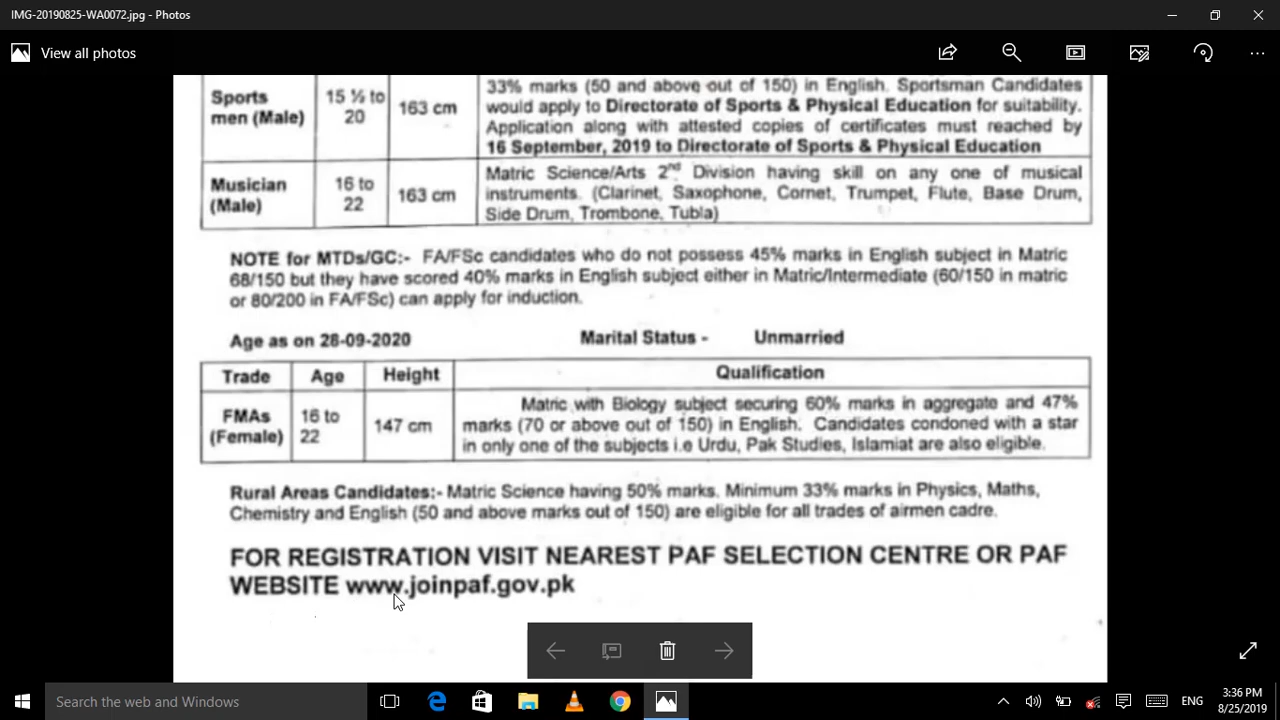 IMG-20190825-WA0072.jpg - Photos
View all photos
Sports men (Male)
15 ½ to 20
163 cm
33% marks (50 and above out of 150) in English. Sportsman Candidates
would apply to Directorate of Sports & Physical Education for suitability.
Application along with attested copies of certificates must reached by
16 September, 2019 to Directorate of Sports & Physical Education
Musician (Male)
16 to 22
163 cm
Matric Science/Arts 2nd Division having skill on any one of musical
instruments. (Clarinet, Saxophone, Cornet, Trumpet, Flute, Base Drum,
Side Drum, Trombone, Tubla)
NOTE for MTDs/GC:- FA/FSc candidates who do not possess 45% marks in English subject in Matric
68/150 but they have scored 40% marks in English subject either in Matric/Intermediate (60/150 in matric
or 80/200 in FA/FSc) can apply for induction.
Age as on 28-09-2020 Marital Status - Unmarried
Trade Age Height Qualification
FMAs (Female)
16 to 22
147 cm
Matric with Biology subject securing 60% marks in aggregate and 47%
marks (70 or above out of 150) in English. Candidates condoned with a star
in only one of the subjects i.e Urdu, Pak Studies, Islamiat are also eligible.
Rural Areas Candidates:- Matric Science having 50% marks. Minimum 33% marks in Physics, Maths,
Chemistry and English (50 and above marks out of 150) are eligible for all trades of airmen cadre.
FOR REGISTRATION VISIT NEAREST PAF SELECTION CENTRE OR PAF
WEBSITE www.joinpaf.gov.pk
Search the web and Windows
ENG
3:36 PM
8/25/2019